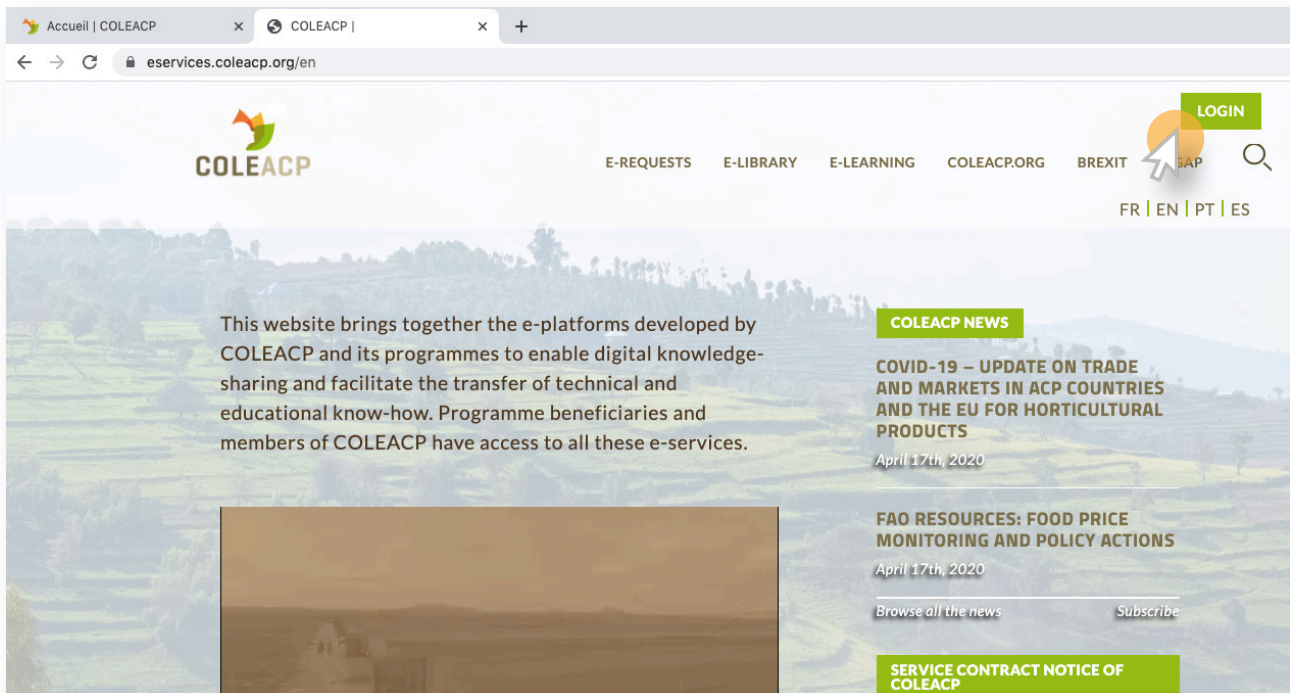 Accueil | COLEACP
COLEACP |
eservices.coleacp.org/en
LOGIN
COLEACP
E-REQUESTS E-LIBRARY E-LEARNING COLEACP.ORG BREXIT
FR | EN | PT | ES
This website brings together the e-platforms developed by
COLEACP and its programmes to enable digital knowledge-
sharing and facilitate the transfer of technical and
educational know-how. Programme beneficiaries and
members of COLEACP have access to all these e-services.
COLEACP NEWS
COVID-19 – UPDATE ON TRADE
AND MARKETS IN ACP COUNTRIES
AND THE EU FOR HORTICULTURAL
PRODUCTS
April 17th, 2020
FAO RESOURCES: FOOD PRICE
MONITORING AND POLICY ACTIONS
April 17th, 2020
Browse all the news Subscribe
SERVICE CONTRACT NOTICE OF
COLEACP